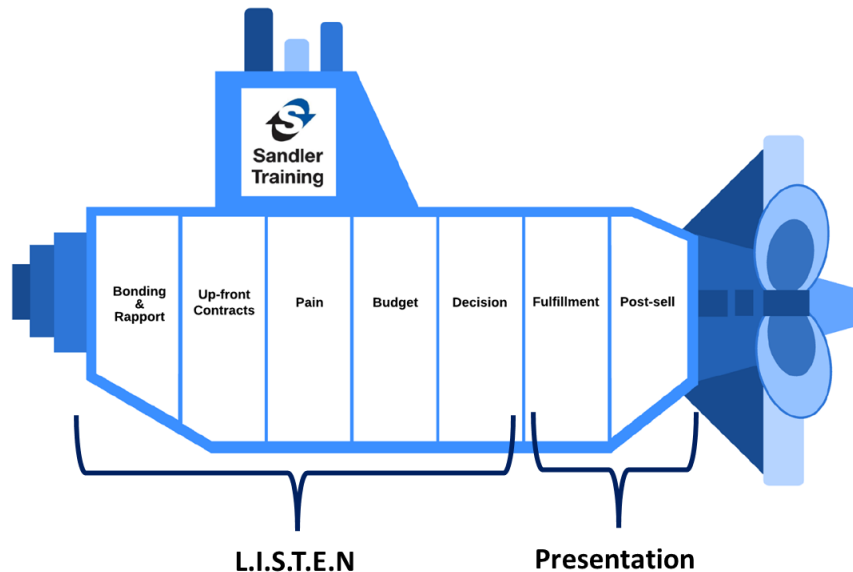 S
Sandler
Training
Bonding
&
Rapport
Up-front
Contracts
Pain
Budget
Decision
Fulfillment
Post-sell
L.I.S.T.E.N
Presentation